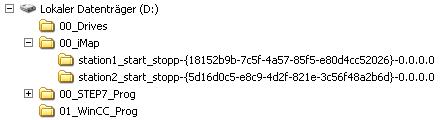 Lokaler Datenträger (D:)
00_Drives
00_iMap
station1_start_stopp-{18152b9b-7c5f-4a57-85f5-e80d4cc52026}-0.0.0.0
station2_start_stopp-{5d16d0c5-e8c9-4d2f-821e-3c56f48a2b6d}-0.0.0.0
00_STEP7_Prog
01_WinCC_Prog